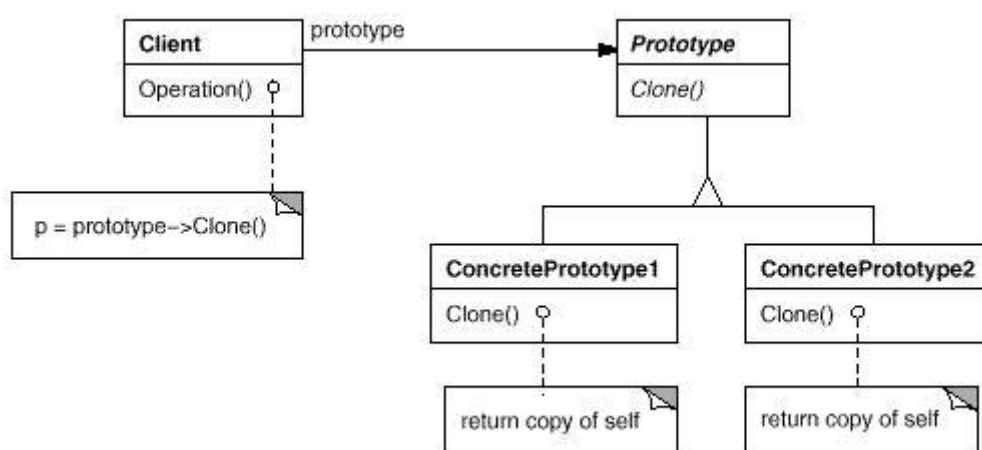 Client
prototype
Prototype
Operation()
Clone()
p = prototype–>Clone()
ConcretePrototype1
ConcretePrototype2
Clone()
Clone()
return copy of self
return copy of self